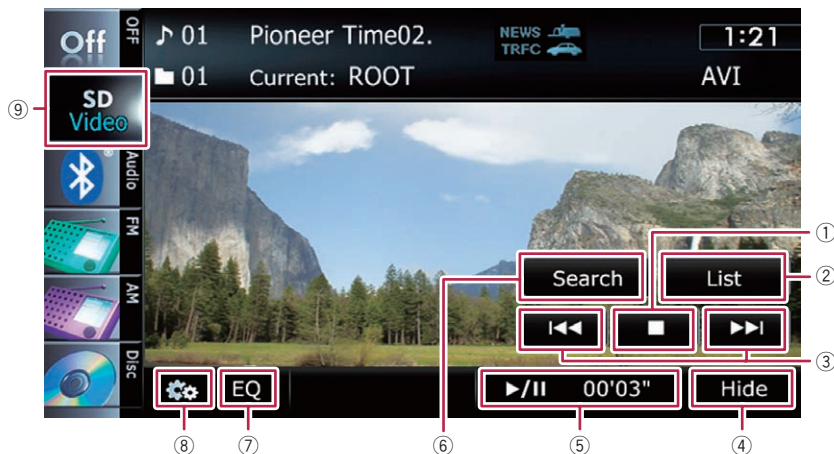 Off
OFF
♪ 01 Pioneer Time02.
NEWS
TRFC
1:21
01 Current: ROOT
AVI
⑨
SD
Video
Audio
FM
AM
Disc
①
Search
List
②
③
EQ
►/II 00'03"
Hide
⑧
⑦
⑥
⑤
④